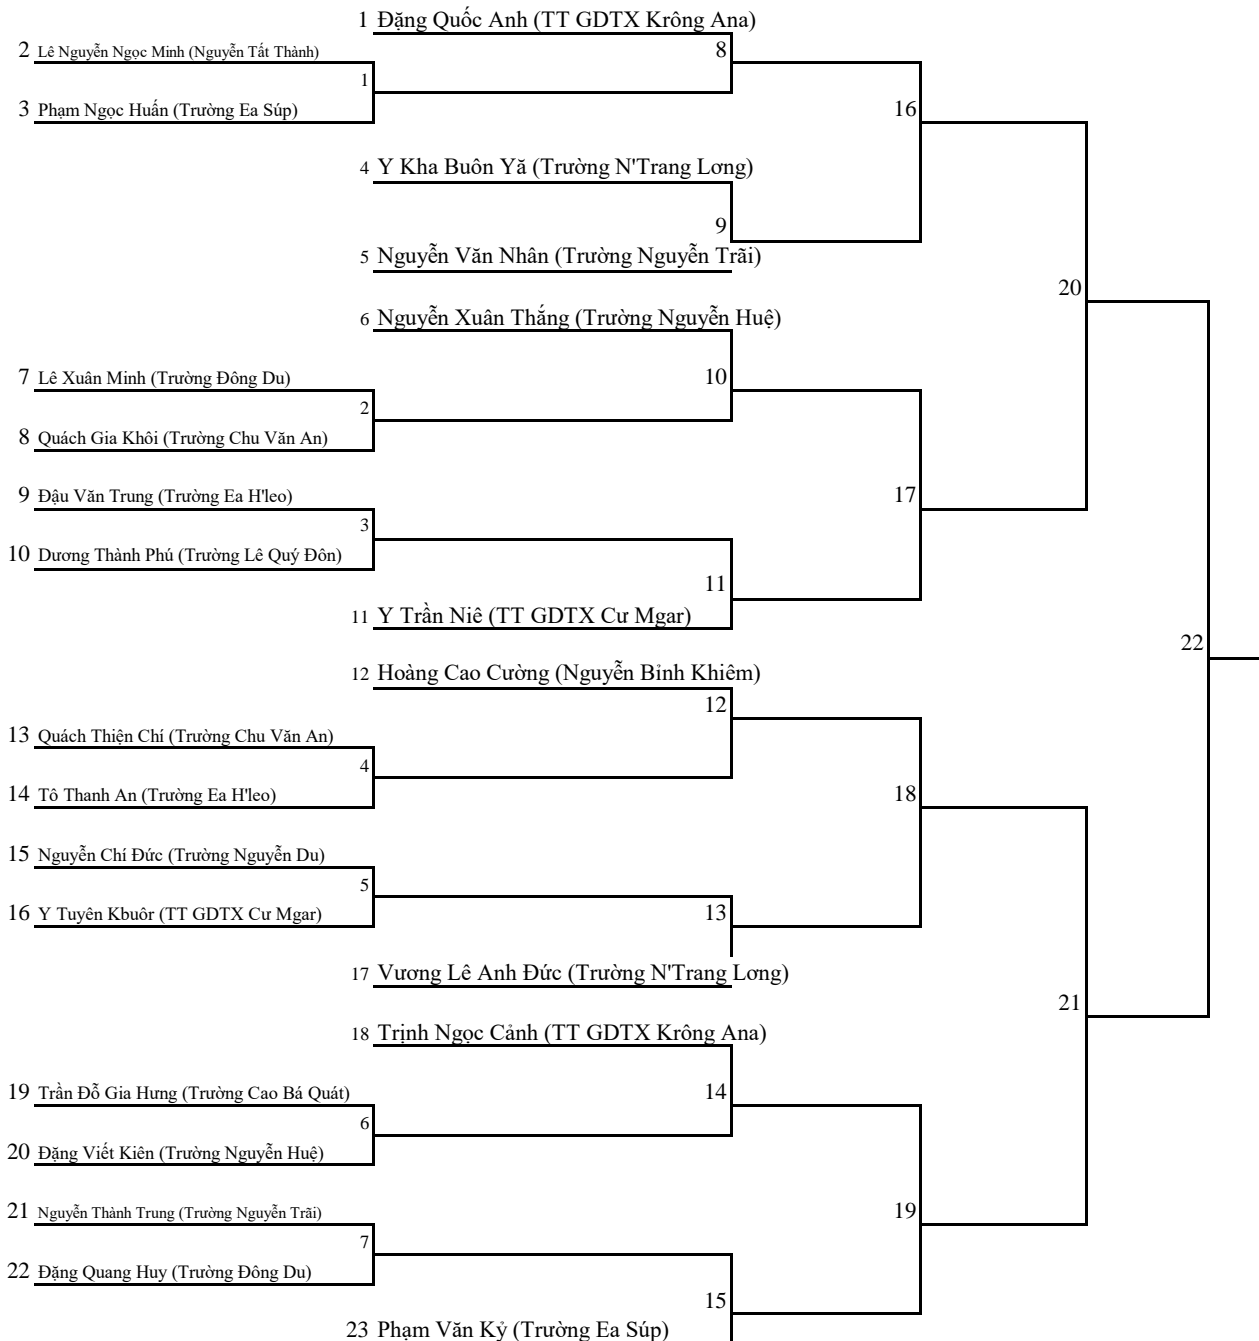 1 Đặng Quốc Anh (TT GDTX Krông Ana)
2 Lê Nguyễn Ngọc Minh (Nguyễn Tất Thành)
8
1
3 Phạm Ngọc Huấn (Trường Ea Súp)
16
4 Y Kha Buôn Yă (Trường N'Trang Lơng)
9
5 Nguyễn Văn Nhân (Trường Nguyễn Trãi)
20
6 Nguyễn Xuân Thắng (Trường Nguyễn Huệ)
7 Lê Xuân Minh (Trường Đông Du)
10
2
8 Quách Gia Khôi (Trường Chu Văn An)
9 Đậu Văn Trung (Trường Ea H'leo)
17
3
10 Dương Thành Phú (Trường Lê Quý Đôn)
11
11 Y Trần Niê (TT GDTX Cư Mgar)
22
12 Hoàng Cao Cường (Nguyễn Bỉnh Khiêm)
12
13 Quách Thiện Chí (Trường Chu Văn An)
4
14 Tô Thanh An (Trường Ea H'leo)
18
15 Nguyễn Chí Đức (Trường Nguyễn Du)
5
16 Y Tuyên Kbuôr (TT GDTX Cư Mgar)
13
17 Vương Lê Anh Đức (Trường N'Trang Lơng)
21
18 Trịnh Ngọc Cảnh (TT GDTX Krông Ana)
19 Trần Đỗ Gia Hưng (Trường Cao Bá Quát)
14
6
20 Đặng Viết Kiên (Trường Nguyễn Huệ)
21 Nguyễn Thành Trung (Trường Nguyễn Trãi)
19
7
22 Đặng Quang Huy (Trường Đông Du)
15
23 Phạm Văn Kỷ (Trường Ea Súp)